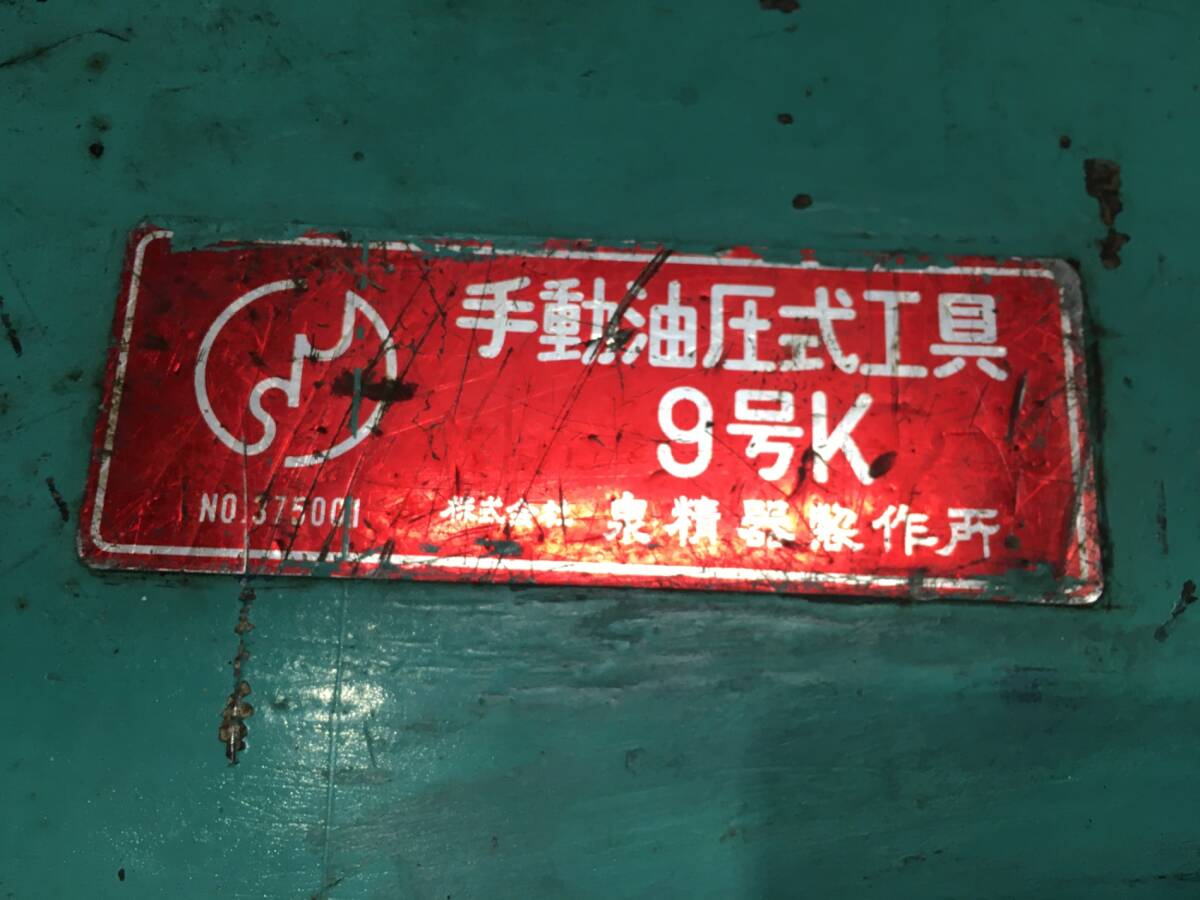 手動油圧式工具
9号K
NO.375001
株式会社 泉精器製作所